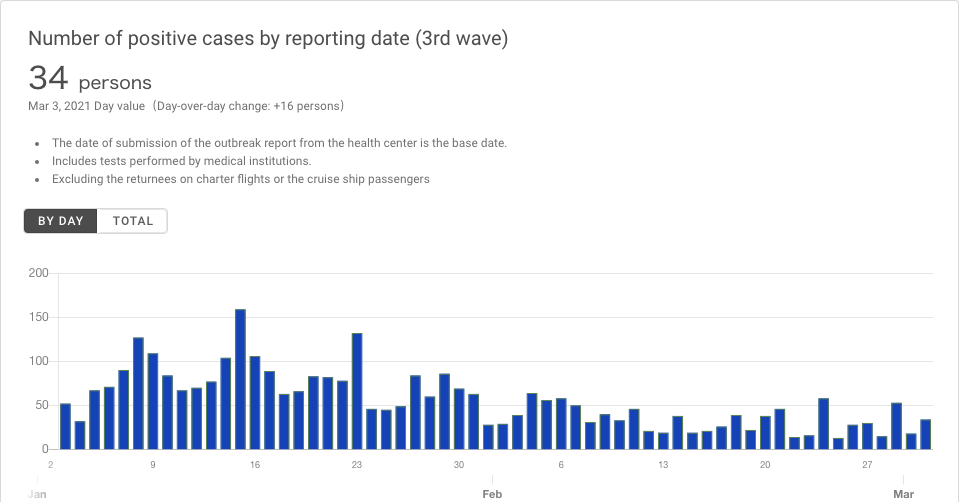 Number of positive cases by reporting date (3rd wave)
34 persons
Mar 3, 2021 Day value（Day-over-day change: +16 persons）
• The date of submission of the outbreak report from the health center is the base date.
• Includes tests performed by medical institutions.
• Excluding the returnees on charter flights or the cruise ship passengers
BY DAY TOTAL
200
150
100
50
0
2 9 16 23 30 6 13 20 27
Jan Feb Mar